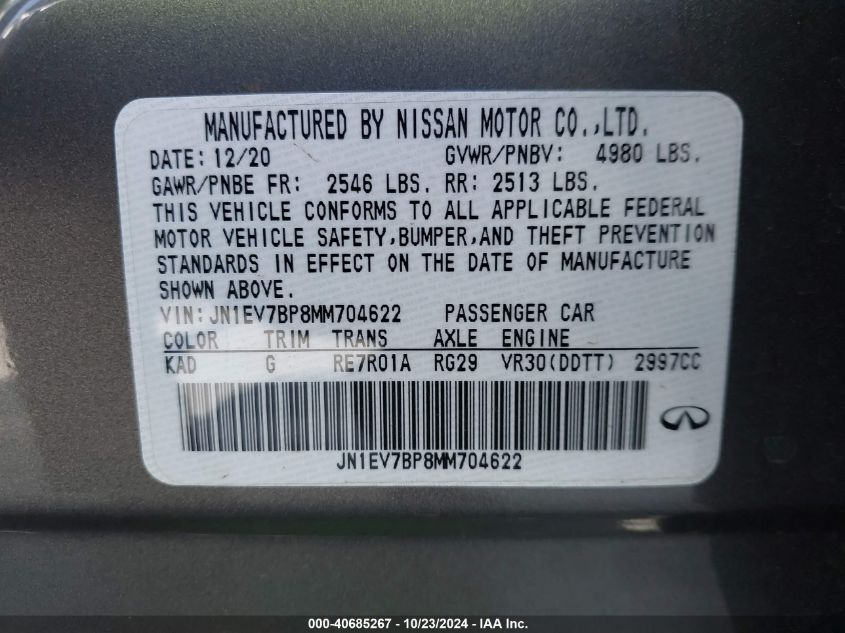 MANUFACTURED BY NISSAN MOTOR CO.,LTD.
DATE: 12/20 GVWR/PNBV: 4980 LBS.
GAWR/PNBE FR: 2546 LBS. RR: 2513 LBS.
THIS VEHICLE CONFORMS TO ALL APPLICABLE FEDERAL
MOTOR VEHICLE SAFETY,BUMPER,AND THEFT PREVENTION
STANDARDS IN EFFECT ON THE DATE OF MANUFACTURE
SHOWN ABOVE.
VIN:JN1EV7BP8MM704622 PASSENGER CAR
COLOR TRIM TRANS AXLE ENGINE
KAD G RE7R01A RG29 VR30(DDTT) 2997CC
JN1EV7BP8MM704622
000-40685267 - 10/23/2024 - IAA Inc.